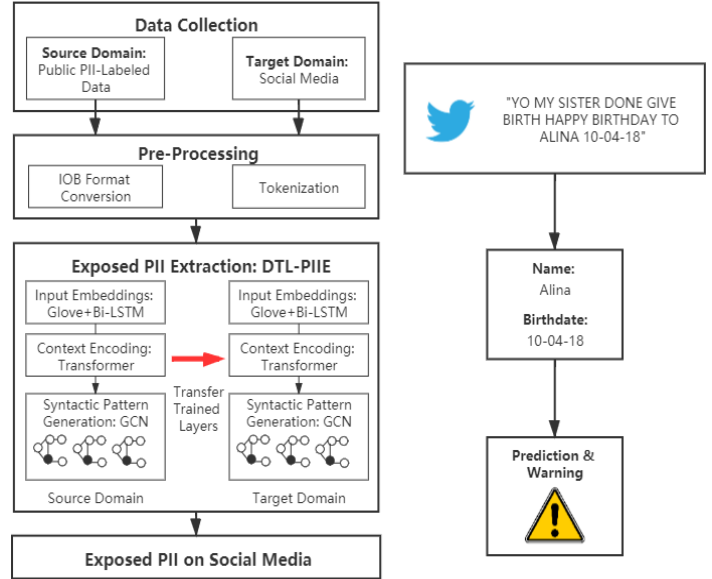 Data Collection
Source Domain:
Public PII-Labeled
Data
Target Domain:
Social Media
Pre-Processing
IOB Format
Conversion
Tokenization
Exposed PII Extraction: DTL-PIIE
Input Embeddings:
Glove+Bi-LSTM
Input Embeddings:
Glove+Bi-LSTM
Context Encoding:
Transformer
Context Encoding:
Transformer
Transfer
Trained
Layers
Syntactic Pattern
Generation: GCN
Syntactic Pattern
Generation: GCN
Source Domain
Target Domain
Exposed PII on Social Media
"YO MY SISTER DONE GIVE
BIRTH HAPPY BIRTHDAY TO
ALINA 10-04-18"
Name:
Alina
Birthdate:
10-04-18
Prediction &
Warning